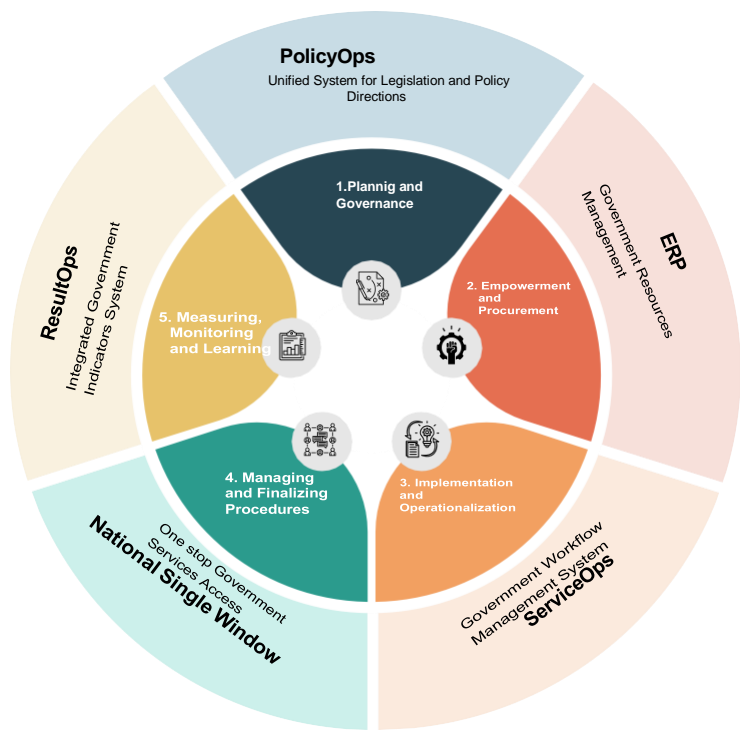 PolicyOps
Unified System for Legislation and Policy
Directions
1.Plannig and
Governance
ERP
Government Resources
Management
2. Empowerment
and
Procurement
3. Implementation
and
Operationalization
Government Workflow
Management System
ServiceOps
4. Managing
and Finalizing
Procedures
One stop Government
Services Access
National Single Window
5. Measuring,
Monitoring
and Learning
ResultOps
Integrated Government
Indicators System